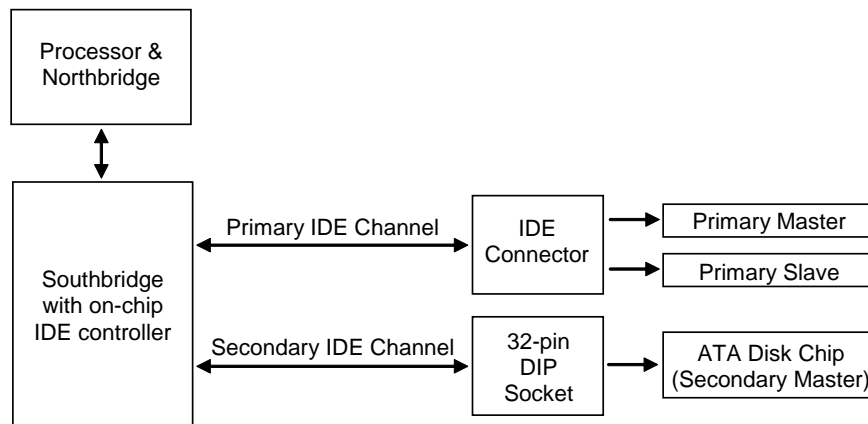 Processor &
Northbridge
Primary IDE Channel
IDE
Connector
Primary Master
Primary Slave
Southbridge
with on-chip
IDE controller
Secondary IDE Channel
32-pin
DIP
Socket
ATA Disk Chip
(Secondary Master)